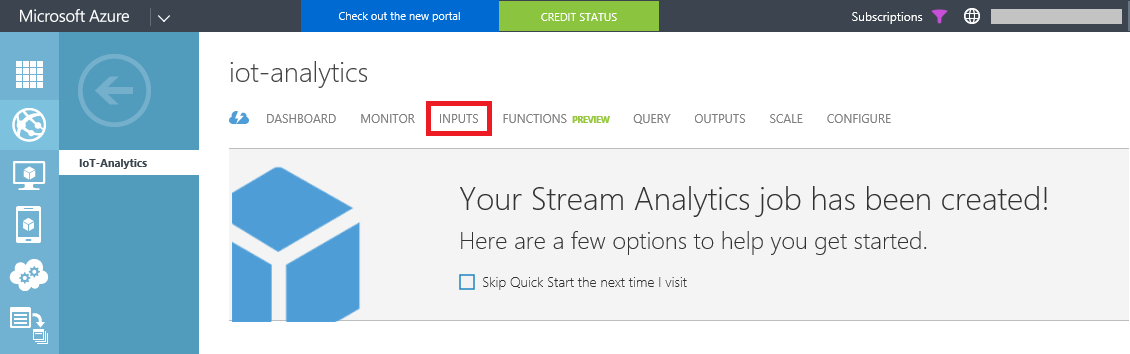 Microsoft Azure Check out the new portal CREDIT STATUS Subscriptions
iot-analytics
DASHBOARD MONITOR INPUTS FUNCTIONS PREVIEW QUERY OUTPUTS SCALE CONFIGURE
IoT-Analytics
Your Stream Analytics job has been created!
Here are a few options to help you get started.
Skip Quick Start the next time I visit